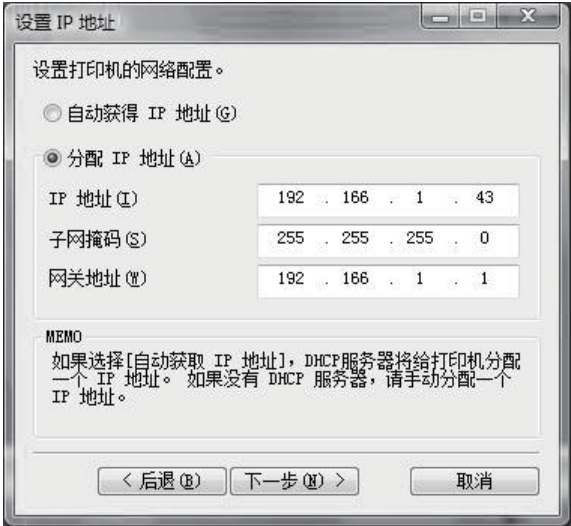 设置 IP 地址
设置打印机的网络配置。
自动获得 IP 地址(G)
分配 IP 地址(A)
IP 地址(I) 192 . 166 . 1 . 43
子网掩码(S) 255 . 255 . 255 . 0
网关地址(W) 192 . 166 . 1 . 1
MEMO
如果选择[自动获取 IP 地址]，DHCP服务器将给打印机分配
一个 IP 地址。 如果没有 DHCP 服务器，请手动分配一个
IP 地址。
< 后退(B) 下一步(N) > 取消